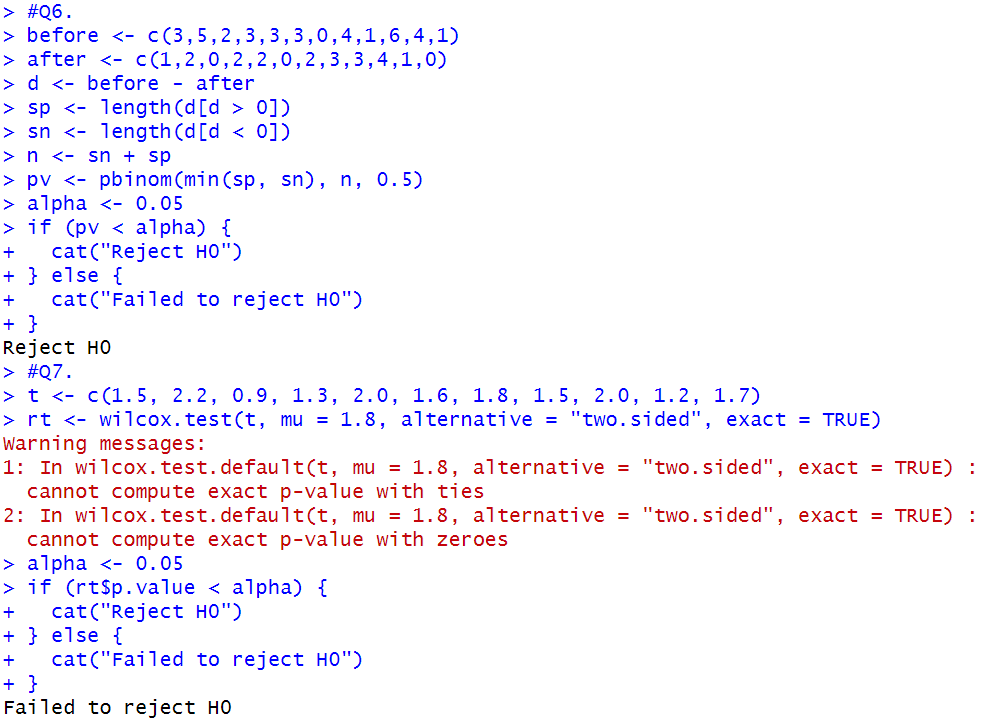 > #Q6.
> before <- c(3,5,2,3,3,3,0,4,1,6,4,1)
> after <- c(1,2,0,2,2,0,2,3,3,4,1,0)
> d <- before - after
> sp <- length(d[d > 0])
> sn <- length(d[d < 0])
> n <- sn + sp
> pv <- pbinom(min(sp, sn), n, 0.5)
> alpha <- 0.05
> if (pv < alpha) {
+   cat("Reject H0")
+ } else {
+   cat("Failed to reject H0")
+ }
Reject H0
> #Q7.
> t <- c(1.5, 2.2, 0.9, 1.3, 2.0, 1.6, 1.8, 1.5, 2.0, 1.2, 1.7)
> rt <- wilcox.test(t, mu = 1.8, alternative = "two.sided", exact = TRUE)
Warning messages:
1: In wilcox.test.default(t, mu = 1.8, alternative = "two.sided", exact = TRUE) :
  cannot compute exact p-value with ties
2: In wilcox.test.default(t, mu = 1.8, alternative = "two.sided", exact = TRUE) :
  cannot compute exact p-value with zeroes
> alpha <- 0.05
> if (rt$p.value < alpha) {
+   cat("Reject H0")
+ } else {
+   cat("Failed to reject H0")
+ }
Failed to reject H0